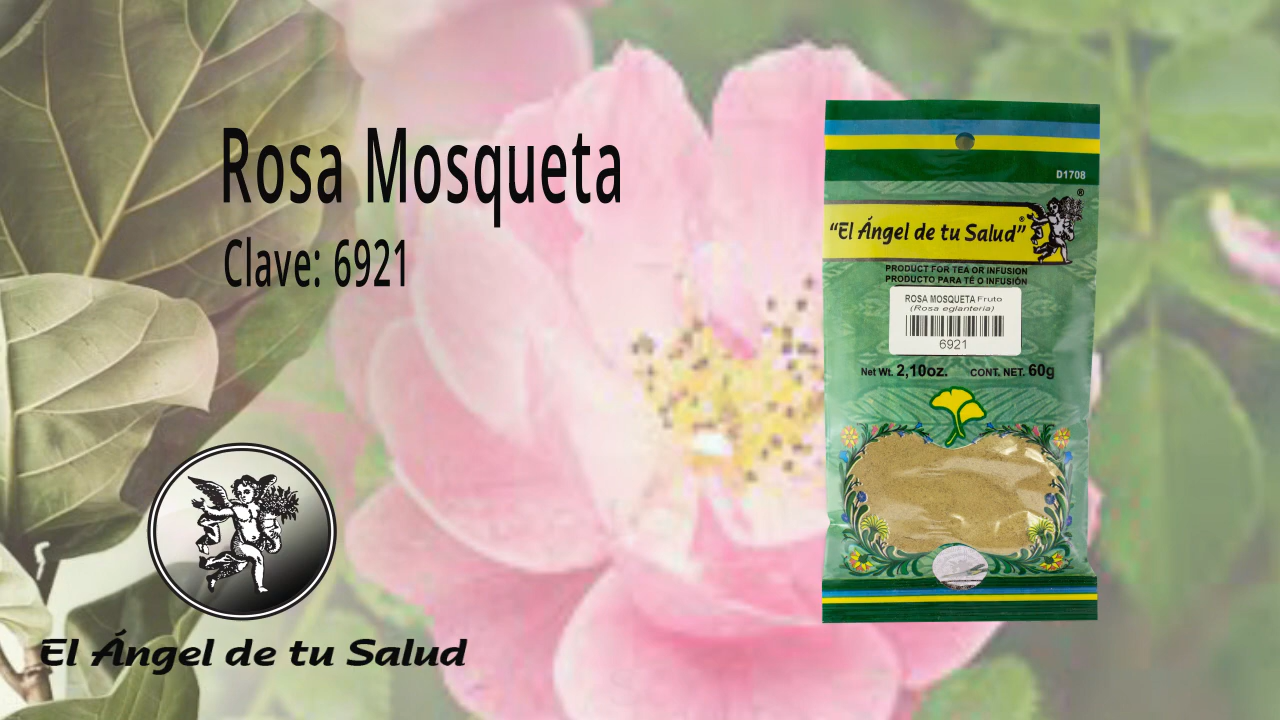 Rosa Mosqueta
Clave: 6921
El Ángel de tu Salud
D1708
®
“El Ángel de tu Salud”®
PRODUCT FOR TEA OR INFUSION
PRODUCTO PARA TÉ O INFUSIÓN
ROSA MOSQUETA Fruto
(Rosa eglanteria)
6921
Net Wt. 2,10oz. CONT. NET. 60g